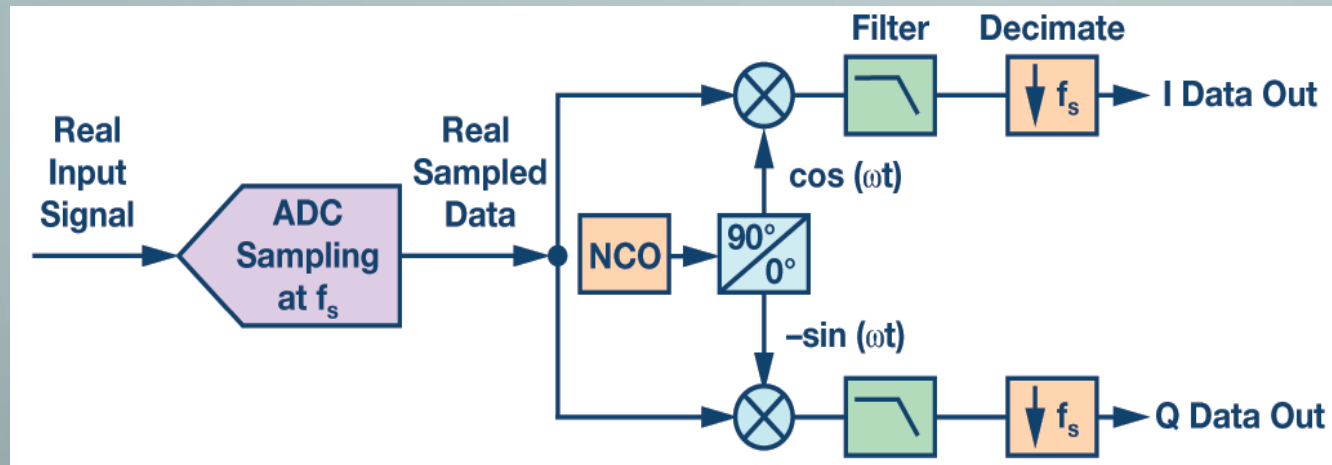 Filter
Decimate
Real
Input
Signal
ADC
Sampling
at fₛ
Real
Sampled
Data
NCO
90°
0°
cos (ωt)
–sin (ωt)
↓ fₛ
I Data Out
↓ fₛ
Q Data Out